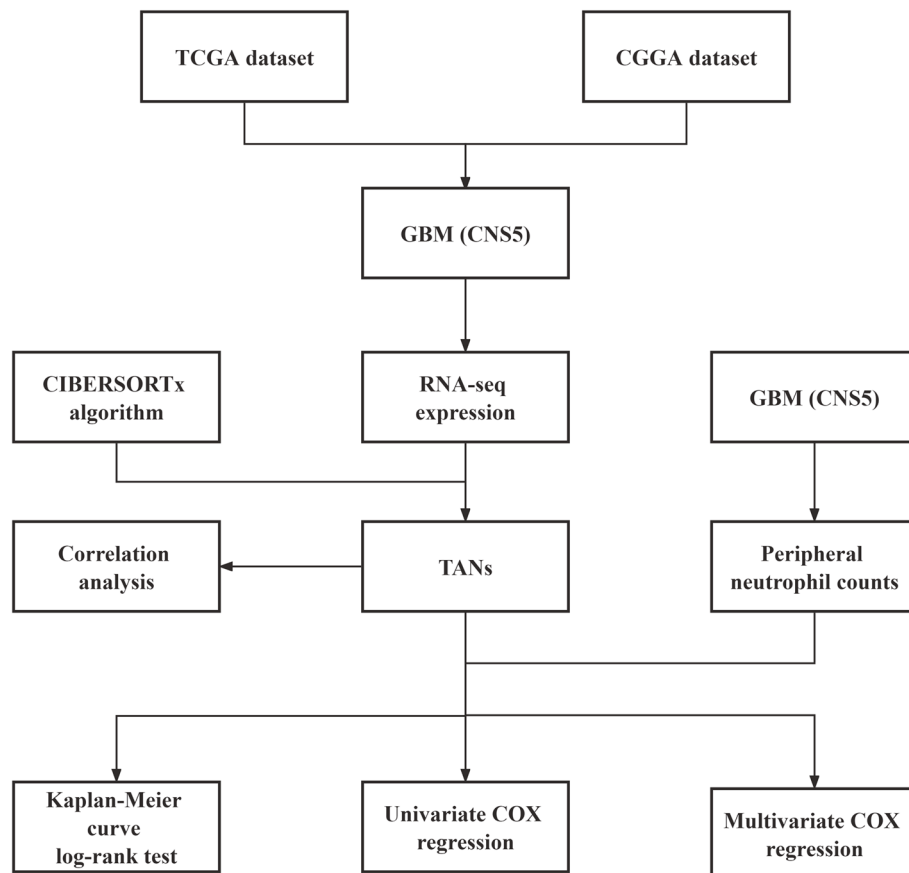 TCGA dataset
CGGA dataset
GBM (CNS5)
CIBERSORTx
algorithm
RNA-seq
expression
GBM (CNS5)
Correlation
analysis
TANs
Peripheral
neutrophil counts
Kaplan-Meier
curve
log-rank test
Univariate COX
regression
Multivariate COX
regression